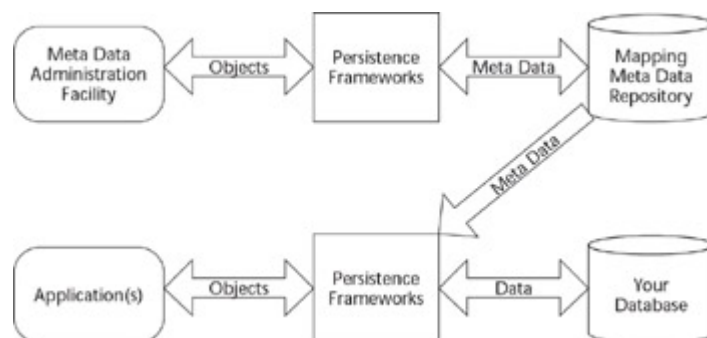 Meta Data
Administration
Facility
Objects
Persistence
Frameworks
Meta Data
Mapping
Meta Data
Repository
Meta Data
Application(s)
Objects
Persistence
Frameworks
Data
Your
Database